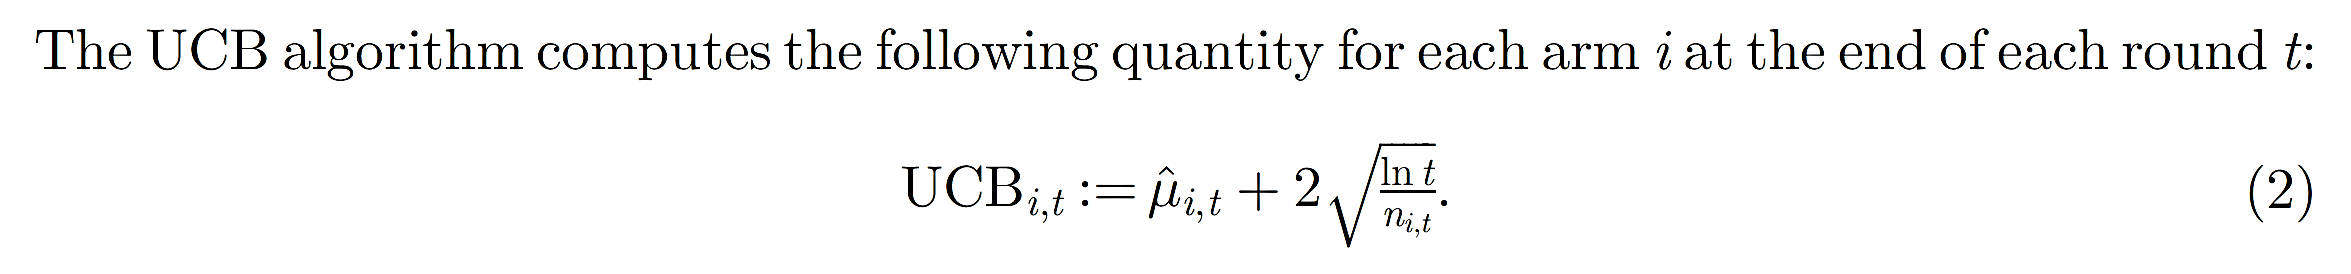 The UCB algorithm computes the following quantity for each arm i at the end of each round t:
UCB_{i,t} := \hat{μ}_{i,t} + 2\sqrt{\frac{\ln t}{n_{i,t}}}. (2)